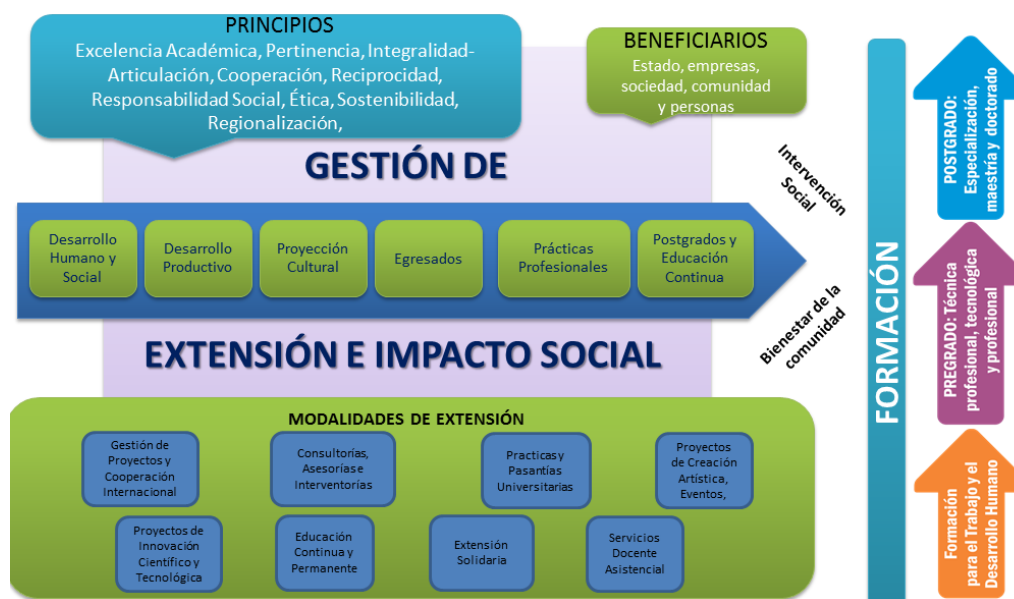 PRINCIPIOS
Excelencia Académica, Pertinencia, Integralidad-
Articulación, Cooperación, Reciprocidad,
Responsabilidad Social, Ética, Sostenibilidad,
Regionalización,
BENEFICIARIOS
Estado, empresas,
sociedad, comunidad
y personas
GESTIÓN DE
Desarrollo
Humano y
Social
Desarrollo
Productivo
Proyección
Cultural
Egresados
Prácticas
Profesionales
Postgrados y
Educación
Continua
Intervención
Social
Bienestar de la
comunidad
EXTENSIÓN E IMPACTO SOCIAL
MODALIDADES DE EXTENSIÓN
Gestión de
Proyectos y
Cooperación
Internacional
Consultorías,
Asesorías e
Interventorías
Practicas y
Pasantías
Universitarias
Proyectos
de Creación
Artística,
Eventos,
Proyectos de
Innovación
Científico y
Tecnológica
Educación
Continua y
Permanente
Extensión
Solidaria
Servicios
Docente
Asistencial
FORMACIÓN
POSTGRADO:
Especialización,
maestría y doctorado
PREGRADO: Técnica
profesional, tecnológica
y profesional
Formación
para el Trabajo y el
Desarrollo Humano